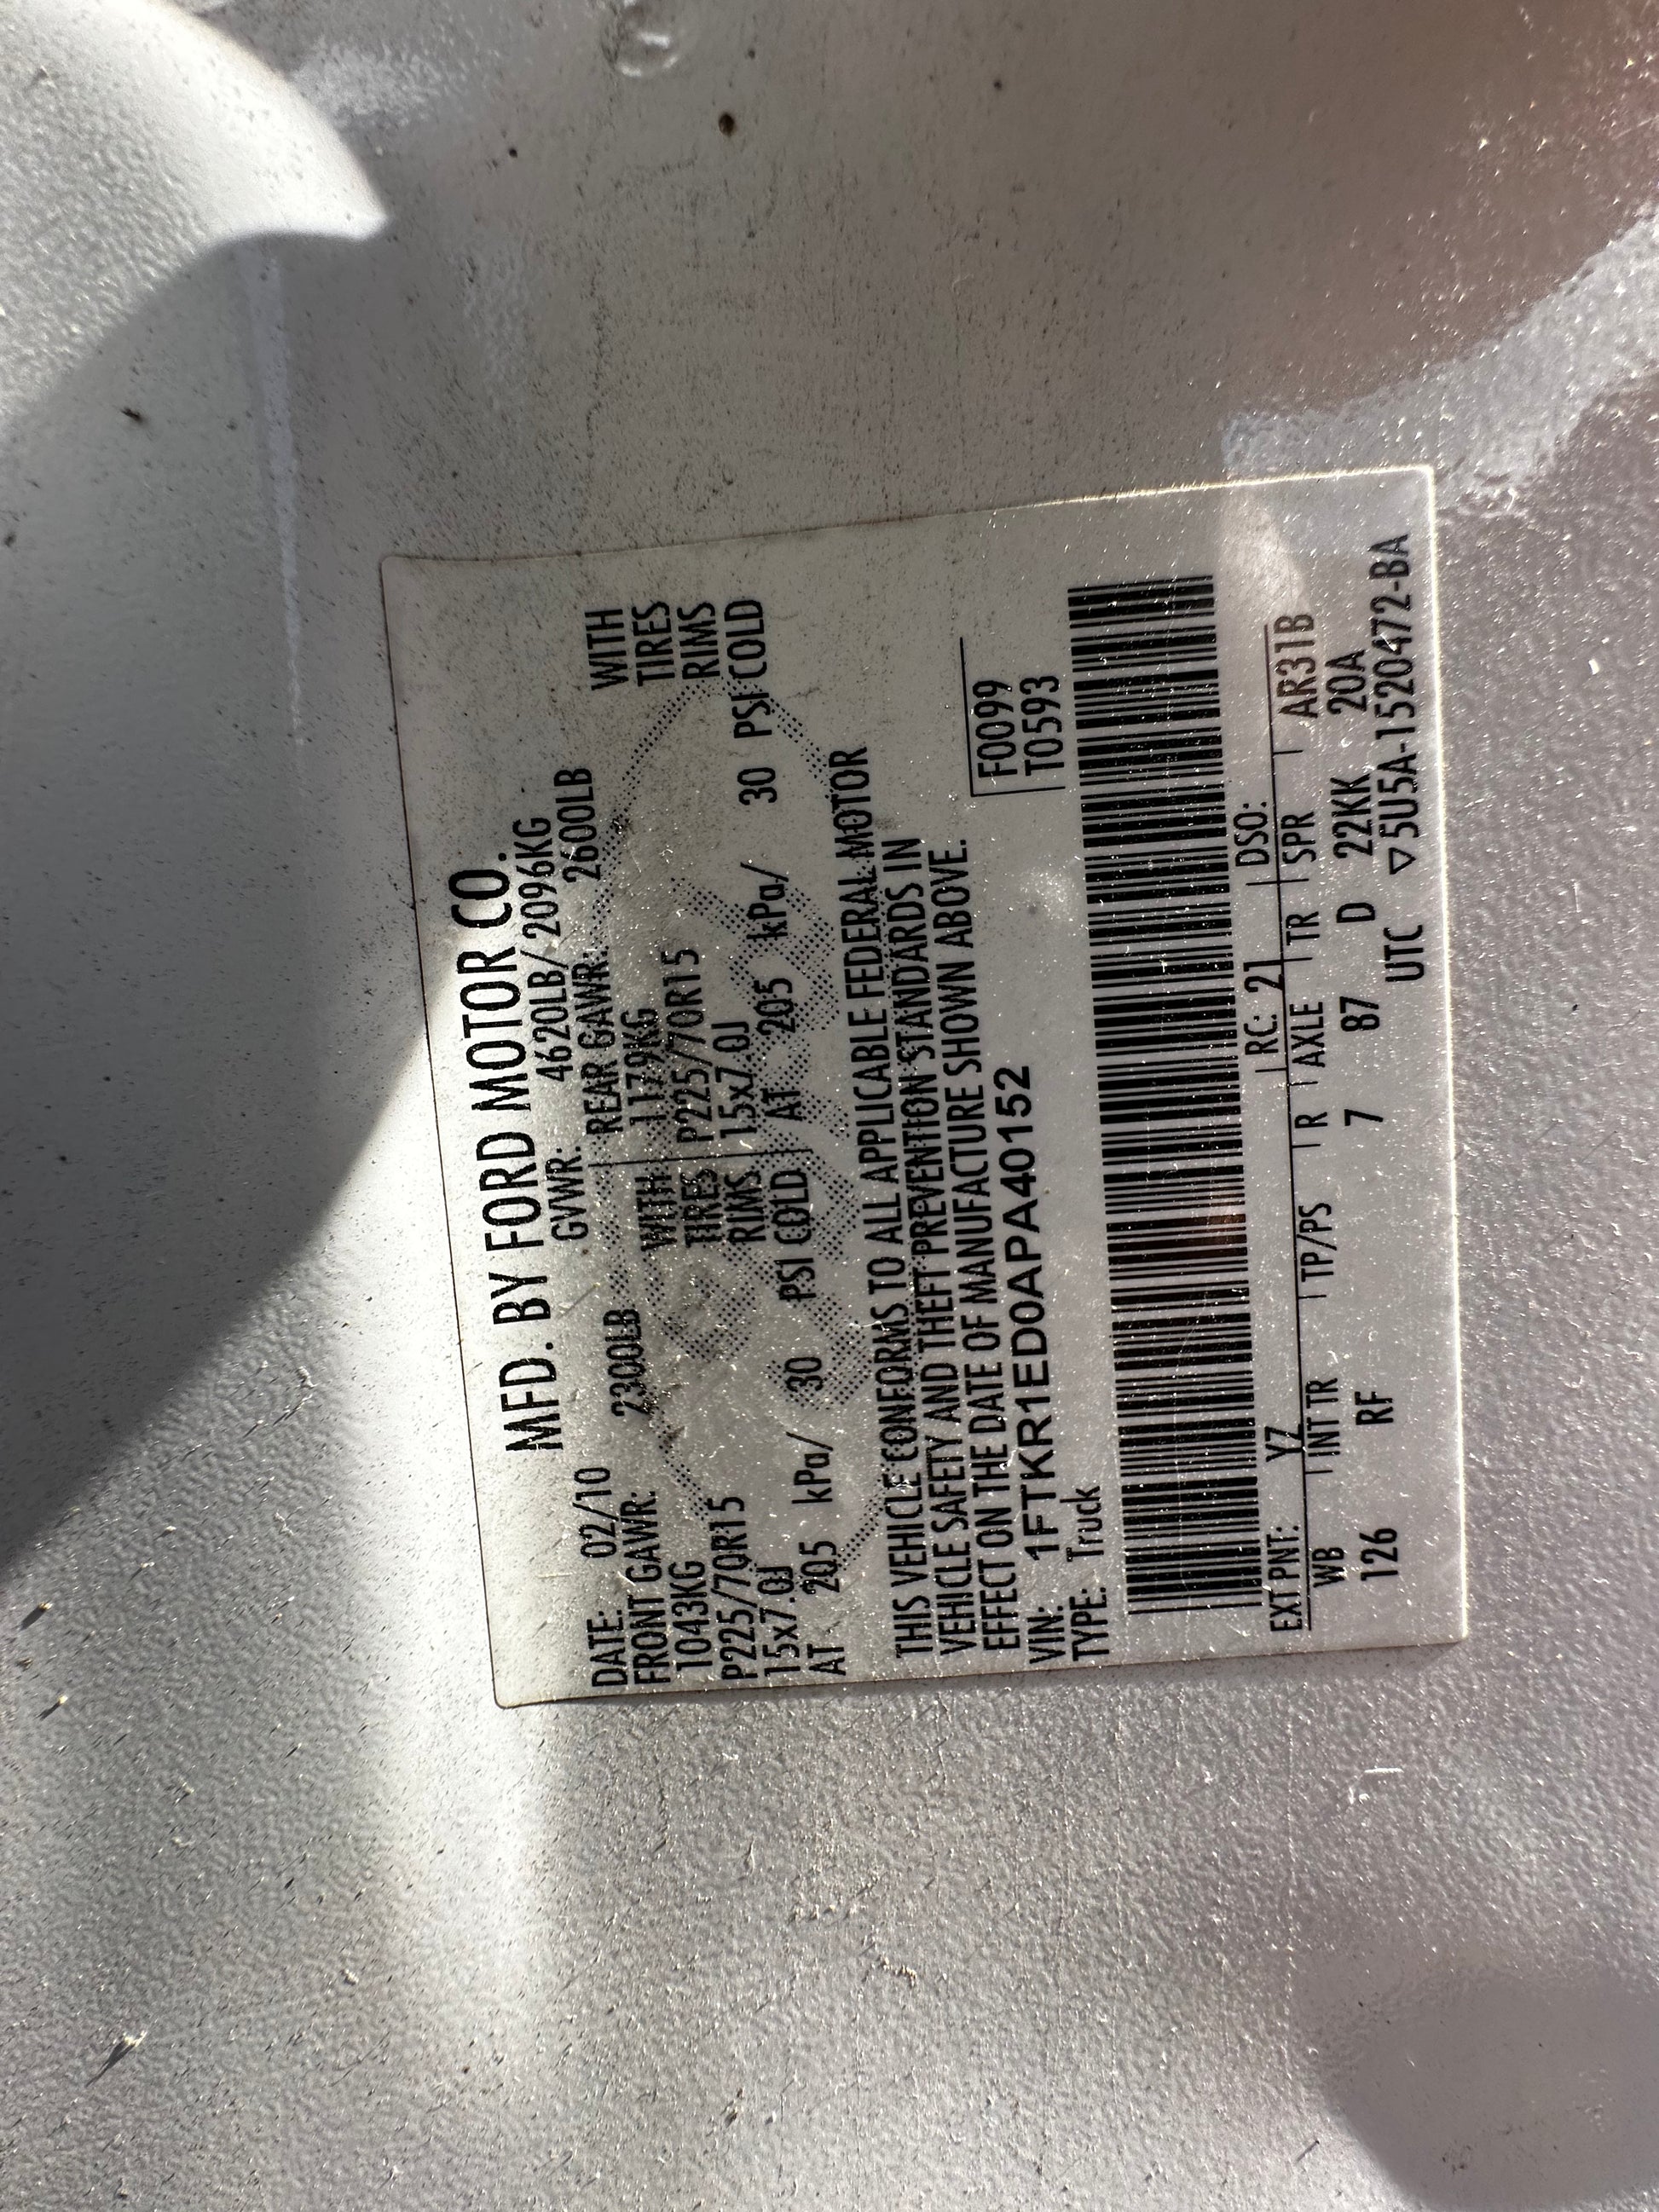 MFD. BY FORD MOTOR CO.
DATE: 02/10 GVWR: 4620LB/ 2096KG
FRONT GAWR: 2300LB REAR GAWR: 2600LB
1043KG WITH 1179KG WITH
P225/70R15 TIRES P225/70R15 TIRES
15x7.0J RIMS 15x7.0J RIMS
AT 205 kPa/ 30 PSI COLD AT 205 kPa/ 30 PSI COLD
THIS VEHICLE CONFORMS TO ALL APPLICABLE FEDERAL MOTOR
VEHICLE SAFETY AND THEFT PREVENTION STANDARDS IN
EFFECT ON THE DATE OF MANUFACTURE SHOWN ABOVE.
VIN: 1FTKR1ED0APA40152 F0099
TYPE: Truck T0593
EXT PNT: YZ RC: 21 DSO:
WB INT TR TP/PS R AXLE TR SPR AR31B
126 RF 7 87 D 22KK 20A
UTC ▽5U5A-1520472-BA